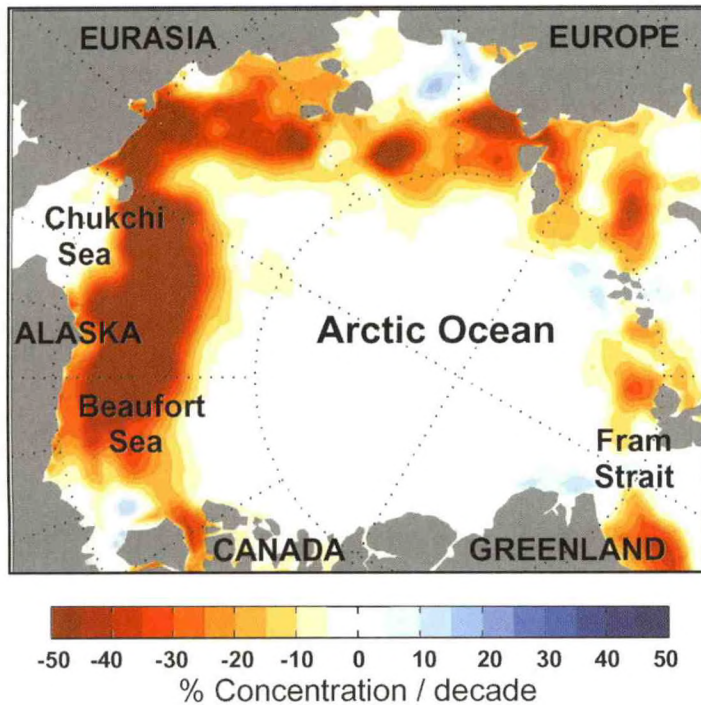 EURASIA
EUROPE
Chukchi
Sea
ALASKA
Arctic Ocean
Beaufort
Sea
Fram
Strait
CANADA
GREENLAND
-50 -40 -30 -20 -10 0 10 20 30 40 50
% Concentration / decade